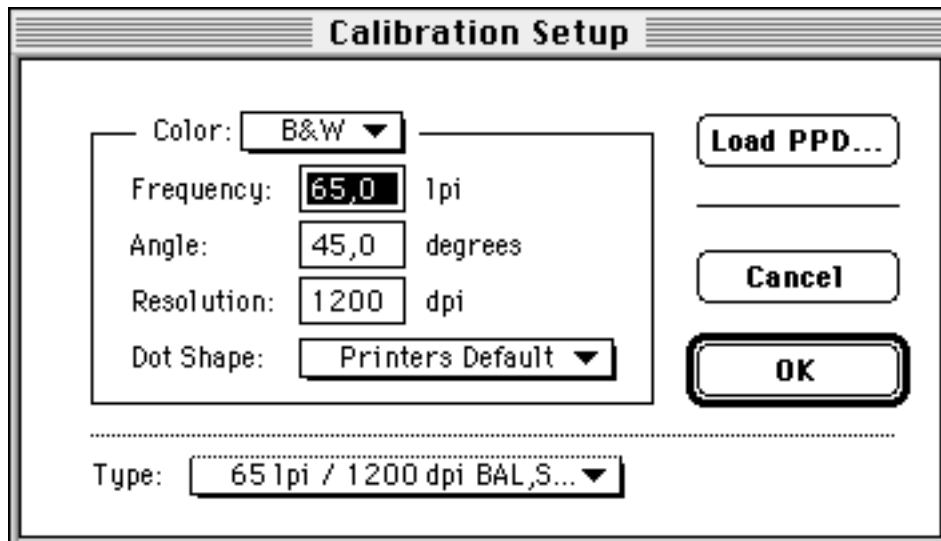 Calibration Setup
Color: B&W
Load PPD...
Frequency: 65,0 lpi
Angle: 45,0 degrees
Cancel
Resolution: 1200 dpi
Dot Shape: Printers Default
OK
Type: 65 lpi / 1200 dpi BAL,S...